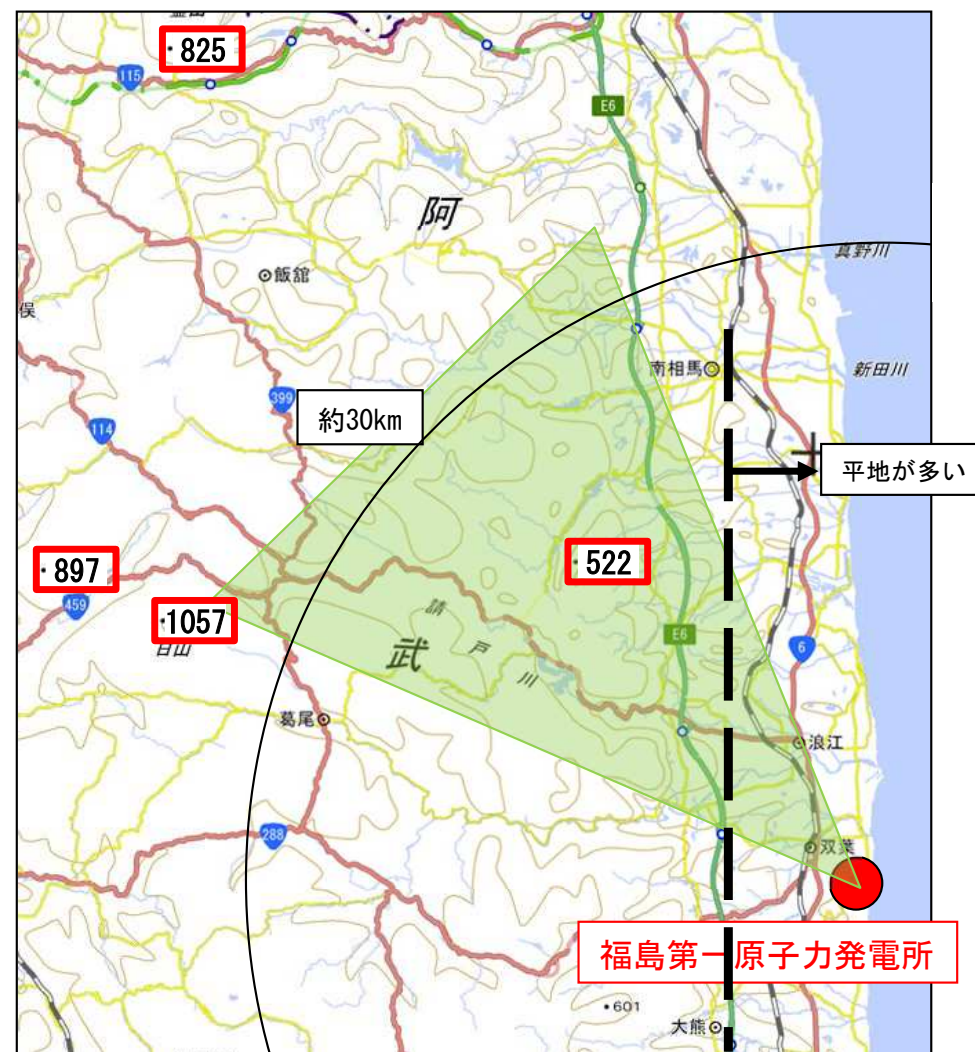 825
115
E6
阿
真野川
飯舘
俣
南相馬
新田川
399
約30km
114
平地が多い
897
522
459
1057
日山
請戸川
武
E6
6
葛尾
浪江
288
双葉
福島第一原子力発電所
601
大熊